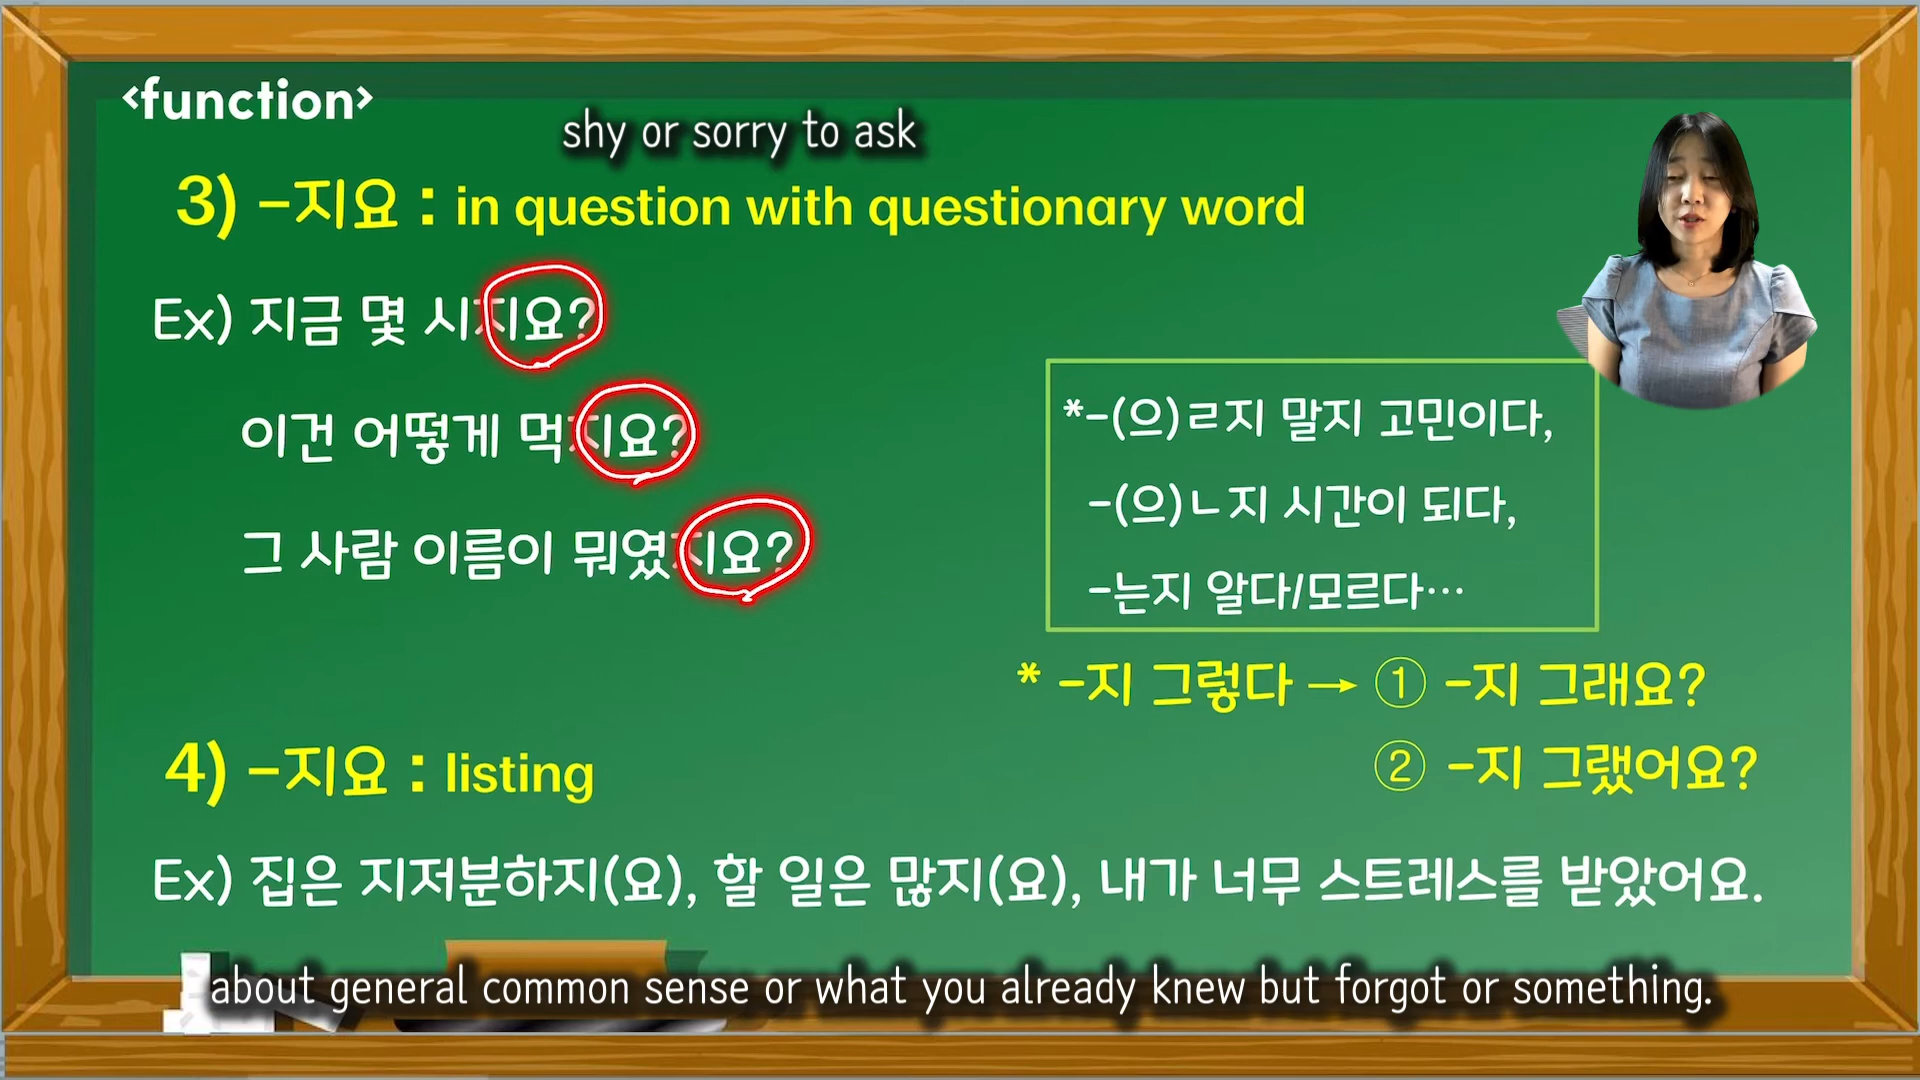 <function>
shy or sorry to ask
3) -지요 : in question with questionary word
Ex) 지금 몇 시지요?
이건 어떻게 먹지요?
그 사람 이름이 뭐였지요?
*-(으)ㄹ지 말지 고민이다,
-(으)ㄴ지 시간이 되다,
-는지 알다/모르다…
* -지 그렇다 → ① -지 그래요?
② -지 그랬어요?
4) -지요 : listing
Ex) 집은 지저분하지(요), 할 일은 많지(요), 내가 너무 스트레스를 받았어요.
about general common sense or what you already knew but forgot or something.